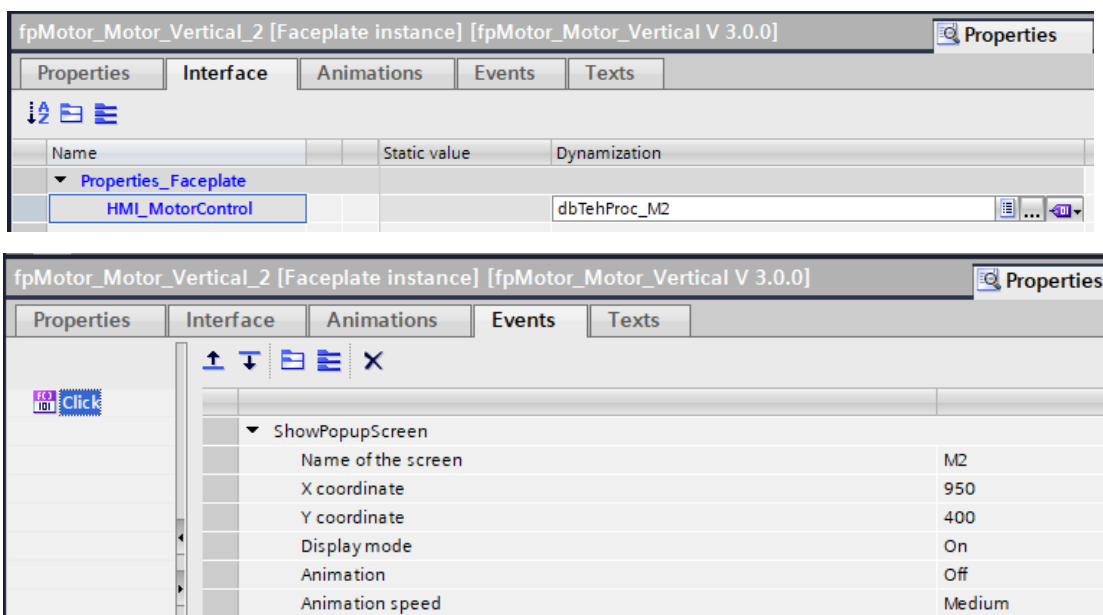 fpMotor_Motor_Vertical_2 [Faceplate instance] [fpMotor_Motor_Vertical V 3.0.0] Properties
Properties Interface Animations Events Texts
Name Static value Dynamization
Properties_Faceplate
HMI_MotorControl dbTehProc_M2
fpMotor_Motor_Vertical_2 [Faceplate instance] [fpMotor_Motor_Vertical V 3.0.0] Properties
Properties Interface Animations Events Texts
Click
ShowPopupScreen
Name of the screen M2
X coordinate 950
Y coordinate 400
Display mode On
Animation Off
Animation speed Medium